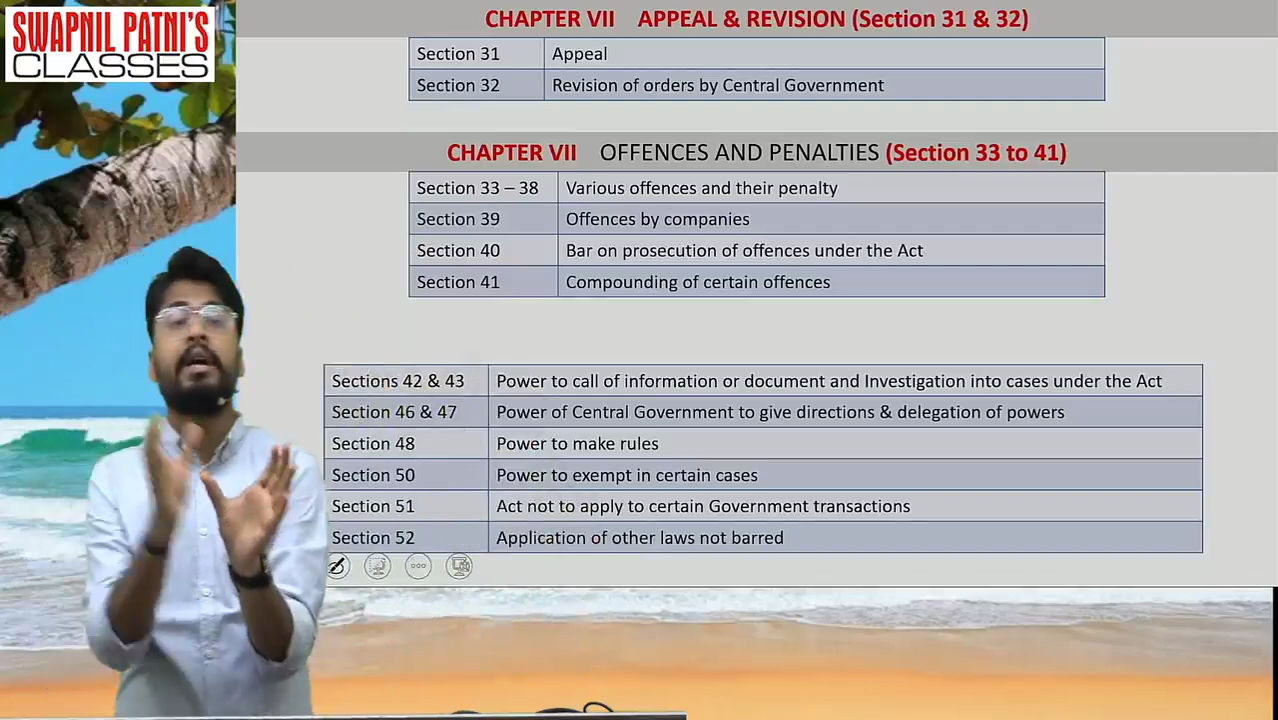 SWAPNIL PATNI'S
CLASSES
CHAPTER VII APPEAL & REVISION (Section 31 & 32)
Section 31 Appeal
Section 32 Revision of orders by Central Government
CHAPTER VII OFFENCES AND PENALTIES (Section 33 to 41)
Section 33 – 38 Various offences and their penalty
Section 39 Offences by companies
Section 40 Bar on prosecution of offences under the Act
Section 41 Compounding of certain offences
Sections 42 & 43 Power to call of information or document and Investigation into cases under the Act
Section 46 & 47 Power of Central Government to give directions & delegation of powers
Section 48 Power to make rules
Section 50 Power to exempt in certain cases
Section 51 Act not to apply to certain Government transactions
Section 52 Application of other laws not barred